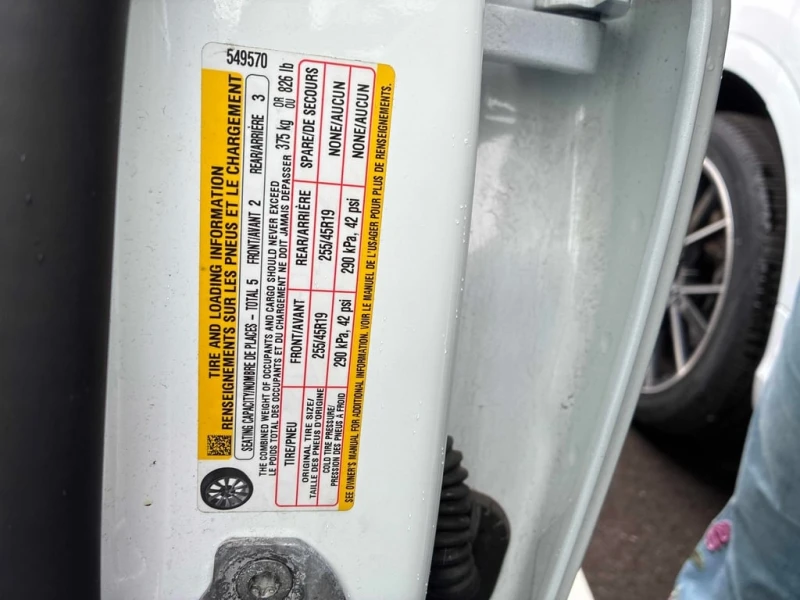 549570
TIRE AND LOADING INFORMATION
RENSEIGNEMENTS SUR LES PNEUS ET LE CHARGEMENT
SEATING CAPACITY/NOMBRE DE PLACES – TOTAL 5 FRONT/AVANT 2 REAR/ARRIÈRE 3
THE COMBINED WEIGHT OF OCCUPANTS AND CARGO SHOULD NEVER EXCEED
LE POIDS TOTAL DES OCCUPANTS ET DU CHARGEMENT NE DOIT JAMAIS DÉPASSER 375 kg OR OU 826 lb
TIRE/PNEU FRONT/AVANT REAR/ARRIÈRE SPARE/DE SECOURS
ORIGINAL TIRE SIZE/
TAILLE DES PNEUS D'ORIGINE 255/45R19 255/45R19 NONE/AUCUN
COLD TIRE PRESSURE/
PRESSION DES PNEUS À FROID 290 kPa, 42 psi 290 kPa, 42 psi NONE/AUCUN
SEE OWNER'S MANUAL FOR ADDITIONAL INFORMATION. VOIR LE MANUEL DE L'USAGER POUR PLUS DE RENSEIGNEMENTS.